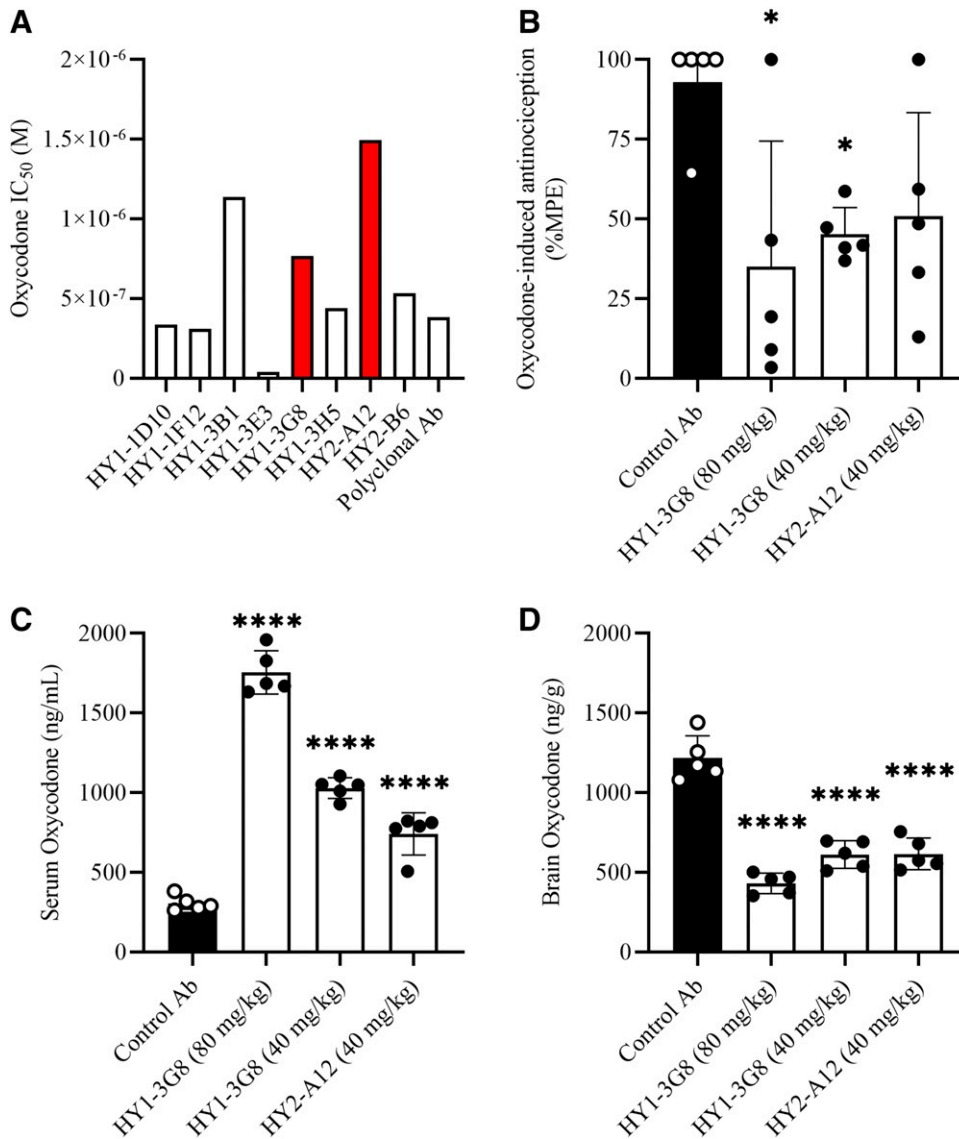 A
Oxycodone IC50 (M)
2×10-6
1.5×10-6
1×10-6
5×10-7
0
HY1-1D10
HY1-1F12
HY1-3B1
HY1-3E3
HY1-3G8
HY1-3H5
HY2-A12
HY2-B6
Polyclonal Ab
B
Oxycodone-induced antinociception
(%MPE)
100
75
50
25
0
*
*
Control Ab
HY1-3G8 (80 mg/kg)
HY1-3G8 (40 mg/kg)
HY2-A12 (40 mg/kg)
C
Serum Oxycodone (ng/mL)
2000
1500
1000
500
0
****
****
****
Control Ab
HY1-3G8 (80 mg/kg)
HY1-3G8 (40 mg/kg)
HY2-A12 (40 mg/kg)
D
Brain Oxycodone (ng/g)
2000
1500
1000
500
0
****
****
****
Control Ab
HY1-3G8 (80 mg/kg)
HY1-3G8 (40 mg/kg)
HY2-A12 (40 mg/kg)